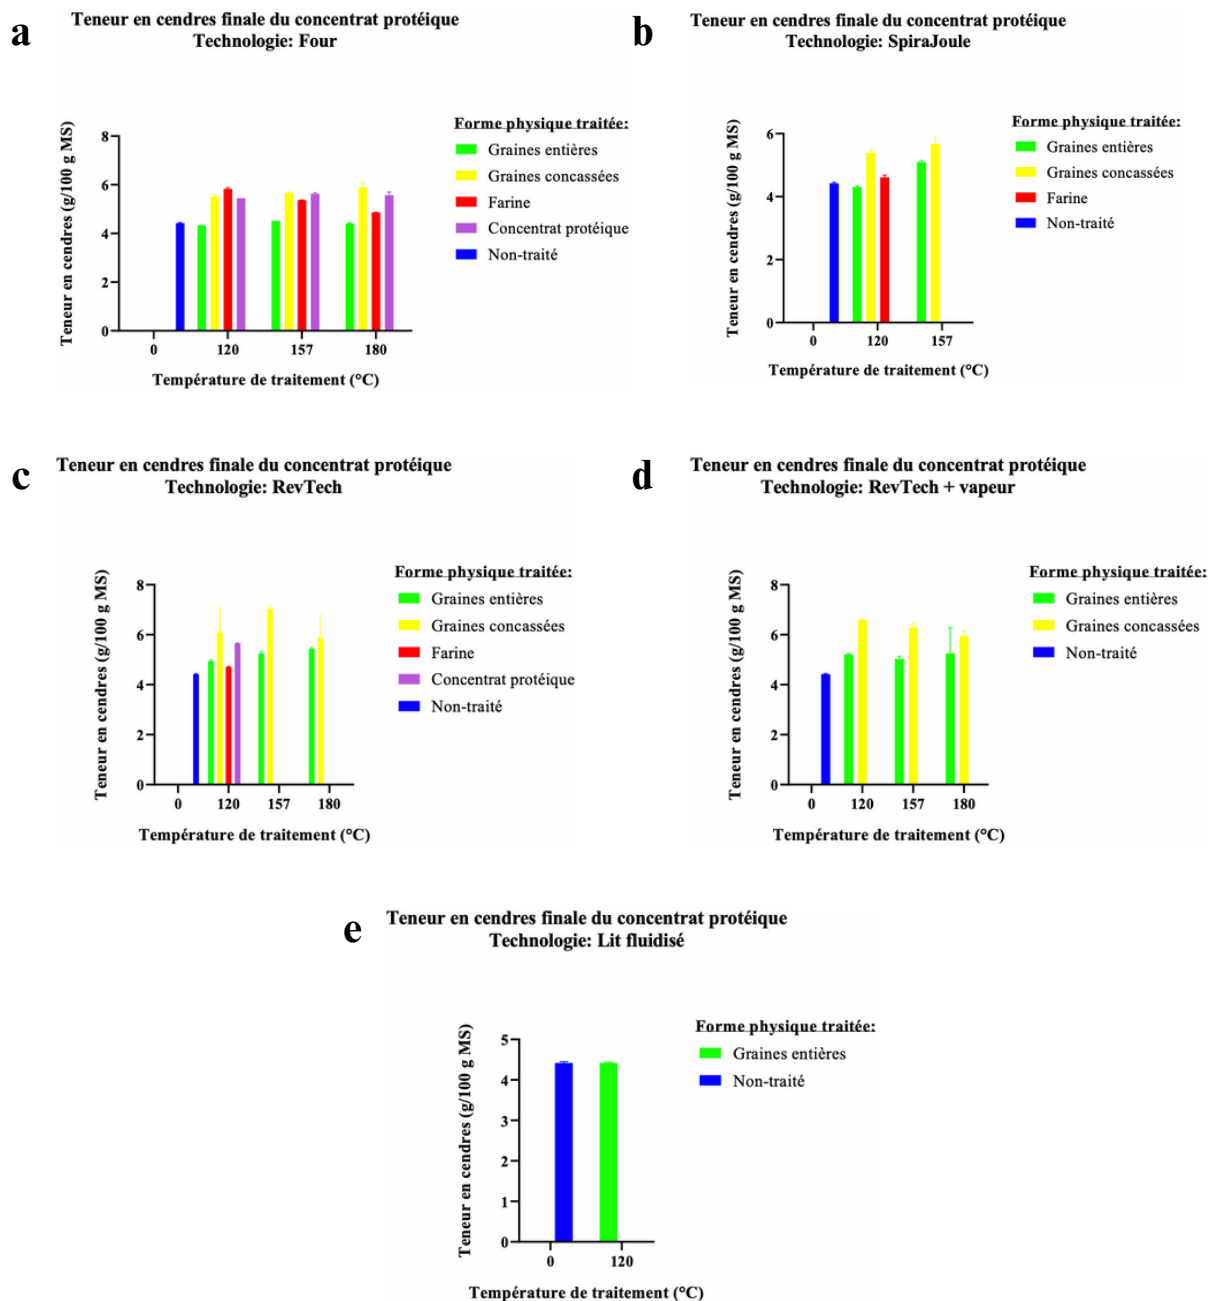 a
Teneur en cendres finale du concentrat protéique
Technologie: Four
Teneur en cendres (g/100 g MS)
8
6
4
2
0
0 120 157 180
Température de traitement (°C)
Forme physique traitée:
Graines entières
Graines concassées
Farine
Concentrat protéique
Non-traité
b
Teneur en cendres finale du concentrat protéique
Technologie: SpiraJoule
Teneur en cendres (g/100 g MS)
6
4
2
0
0 120 157
Température de traitement (°C)
Forme physique traitée:
Graines entières
Graines concassées
Farine
Non-traité
c
Teneur en cendres finale du concentrat protéique
Technologie: RevTech
Teneur en cendres (g/100 g MS)
8
6
4
2
0
0 120 157 180
Température de traitement (°C)
Forme physique traitée:
Graines entières
Graines concassées
Farine
Concentrat protéique
Non-traité
d
Teneur en cendres finale du concentrat protéique
Technologie: RevTech + vapeur
Teneur en cendres (g/100 g MS)
8
6
4
2
0
0 120 157 180
Température de traitement (°C)
Forme physique traitée:
Graines entières
Graines concassées
Non-traité
e
Teneur en cendres finale du concentrat protéique
Technologie: Lit fluidisé
Teneur en cendres (g/100 g MS)
5
4
3
2
1
0
0 120
Température de traitement (°C)
Forme physique traitée:
Graines entières
Non-traité